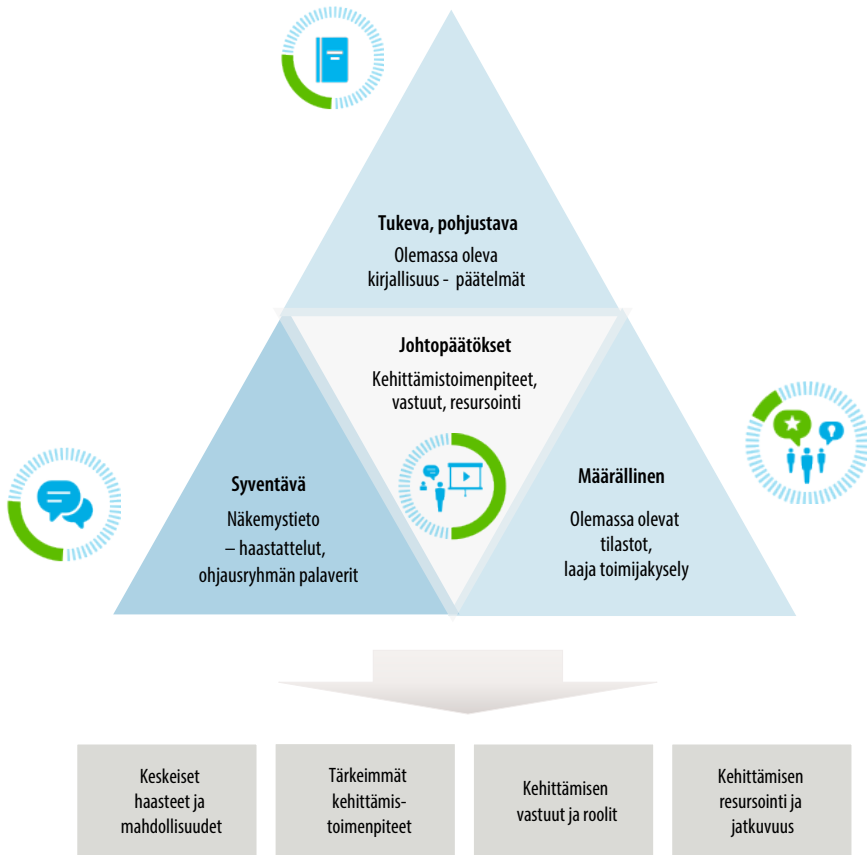 Tukeva, pohjustava
Olemassa oleva
kirjallisuus - päätelmät
Johtopäätökset
Kehittämistoimenpiteet,
vastuut, resursointi
Syventävä
Näkemystieto
– haastattelut,
ohjausryhmän palaverit
Määrällinen
Olemassa olevat
tilastot,
laaja toimijakysely
Keskeiset
haasteet ja
mahdollisuudet
Tärkeimmät
kehittämis-
toimenpiteet
Kehittämisen
vastuut ja roolit
Kehittämisen
resursointi ja
jatkuvuus